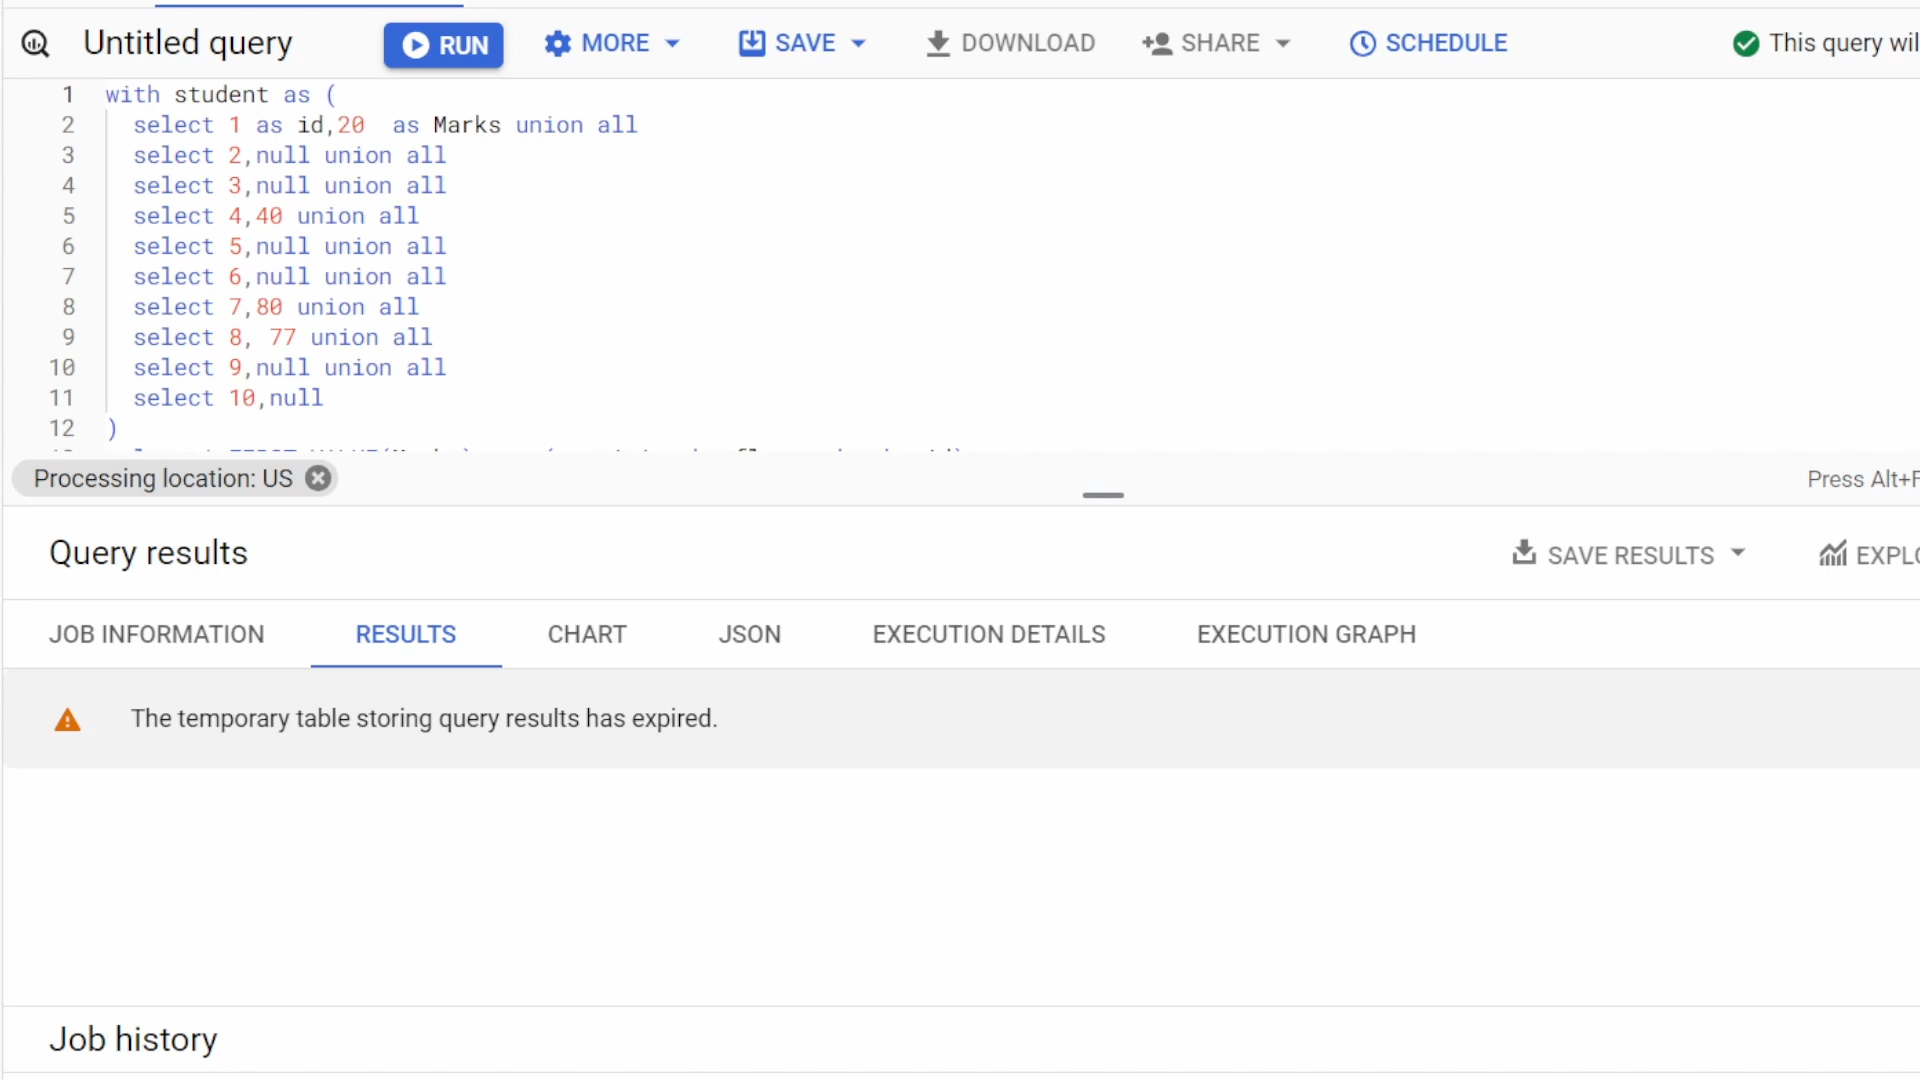 Untitled query RUN MORE SAVE DOWNLOAD SHARE SCHEDULE This query wil
1 with student as (
2 select 1 as id,20  as Marks union all
3 select 2,null union all
4 select 3,null union all
5 select 4,40 union all
6 select 5,null union all
7 select 6,null union all
8 select 7,80 union all
9 select 8, 77 union all
10 select 9,null union all
11 select 10,null
12 )
Processing location: US Press Alt+F
Query results SAVE RESULTS EXPLO
JOB INFORMATION RESULTS CHART JSON EXECUTION DETAILS EXECUTION GRAPH
The temporary table storing query results has expired.
Job history